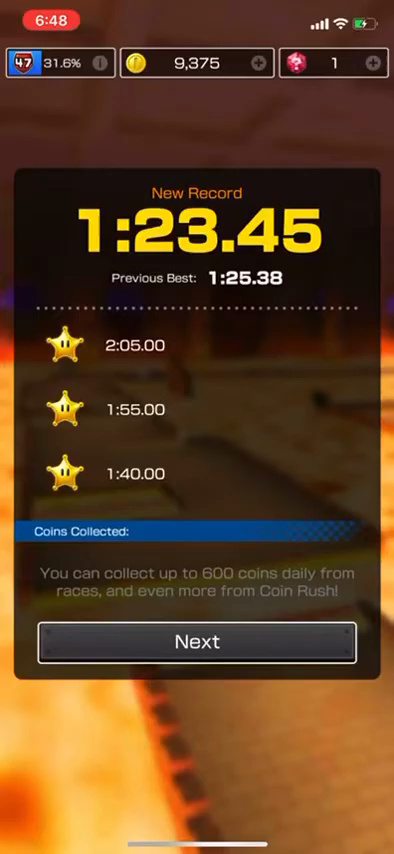 6:48
47 31.6% 9,375 1
New Record
1:23.45
Previous Best: 1:25.38
2:05.00
1:55.00
1:40.00
Coins Collected:
You can collect up to 600 coins daily from
races, and even more from Coin Rush!
Next